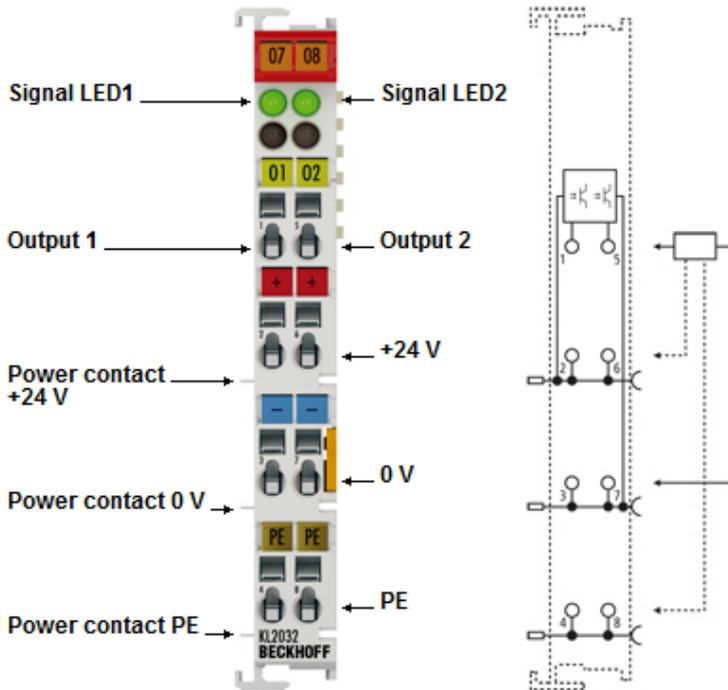 07 08
Signal LED1
Signal LED2
01 02
1 5
Output 1
Output 2
+ +
2 6
+24 V
Power contact
+24 V
- -
3 7
0 V
Power contact 0 V
PE PE
4 8
PE
Power contact PE
KL2032
BECKHOFF
1 5
2 6
3 7
4 8